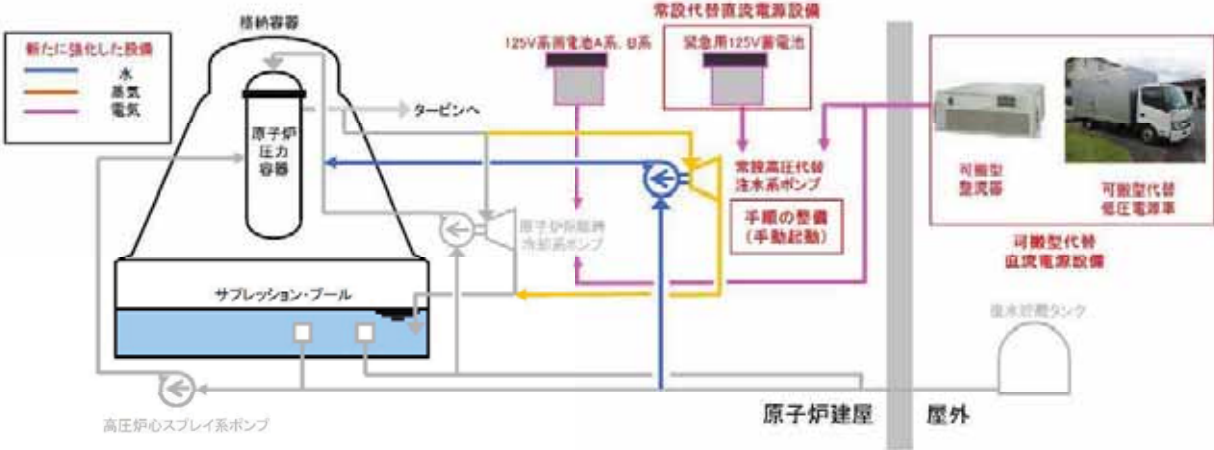 常設代替直流電源設備
格納容器
新たに強化した設備
水
蒸気
電気
125V系蓄電池A系、B系
緊急用125V蓄電池
タービンへ
原子炉
圧力
容器
常設高圧代替
注水系ポンプ
手順の整備
（手動起動）
可搬型
整流器
可搬型代替
低圧電源車
可搬型代替
直流電源設備
原子炉隔離時
冷却系ポンプ
サプレッション・プール
復水貯蔵タンク
高圧炉心スプレイ系ポンプ
原子炉建屋
屋外